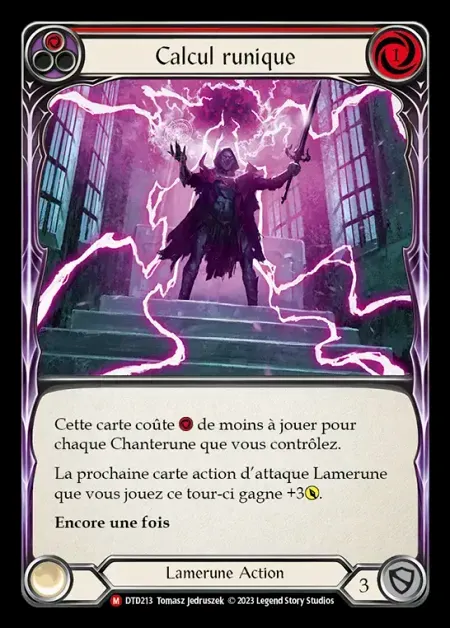 Calcul runique
I
Cette carte coûte de moins à jouer pour
chaque Chanterune que vous contrôlez.
La prochaine carte action d'attaque Lamerune
que vous jouez ce tour-ci gagne +3.
Encore une fois
Lamerune Action
3
M DTD213 Tomasz Jedruszek © 2023 Legend Story Studios